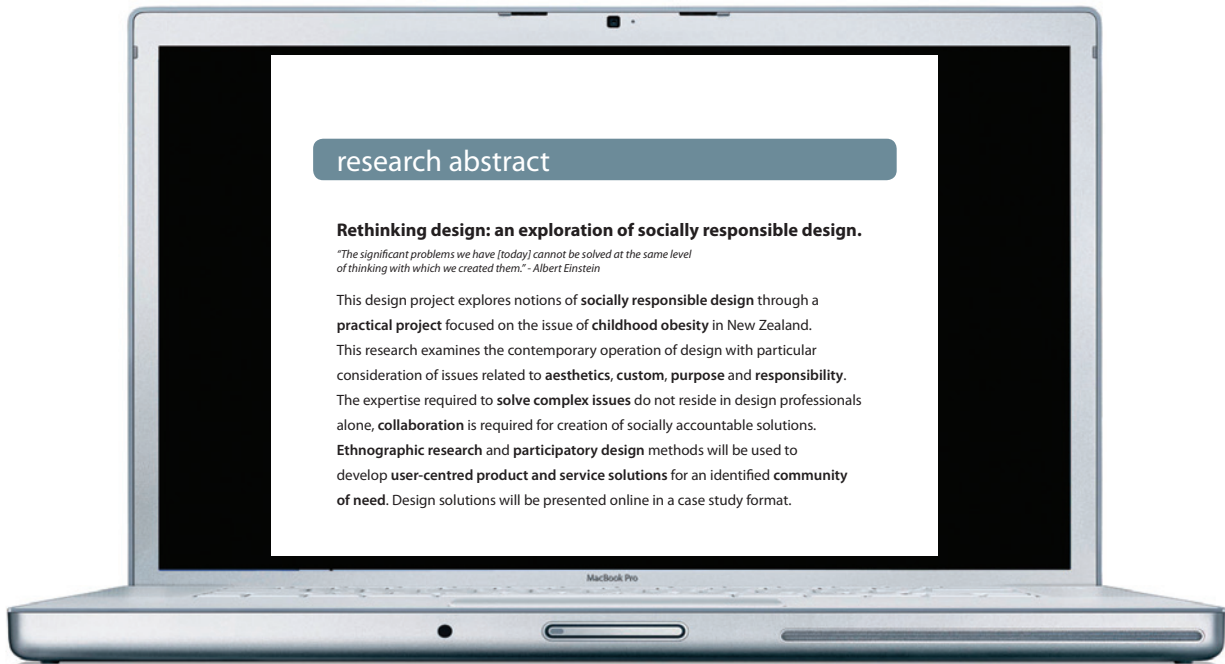 research abstract
Rethinking design: an exploration of socially responsible design.
"The significant problems we have [today] cannot be solved at the same level
of thinking with which we created them." - Albert Einstein
This design project explores notions of socially responsible design through a
practical project focused on the issue of childhood obesity in New Zealand.
This research examines the contemporary operation of design with particular
consideration of issues related to aesthetics, custom, purpose and responsibility.
The expertise required to solve complex issues do not reside in design professionals
alone, collaboration is required for creation of socially accountable solutions.
Ethnographic research and participatory design methods will be used to
develop user-centred product and service solutions for an identified community
of need. Design solutions will be presented online in a case study format.
MacBook Pro